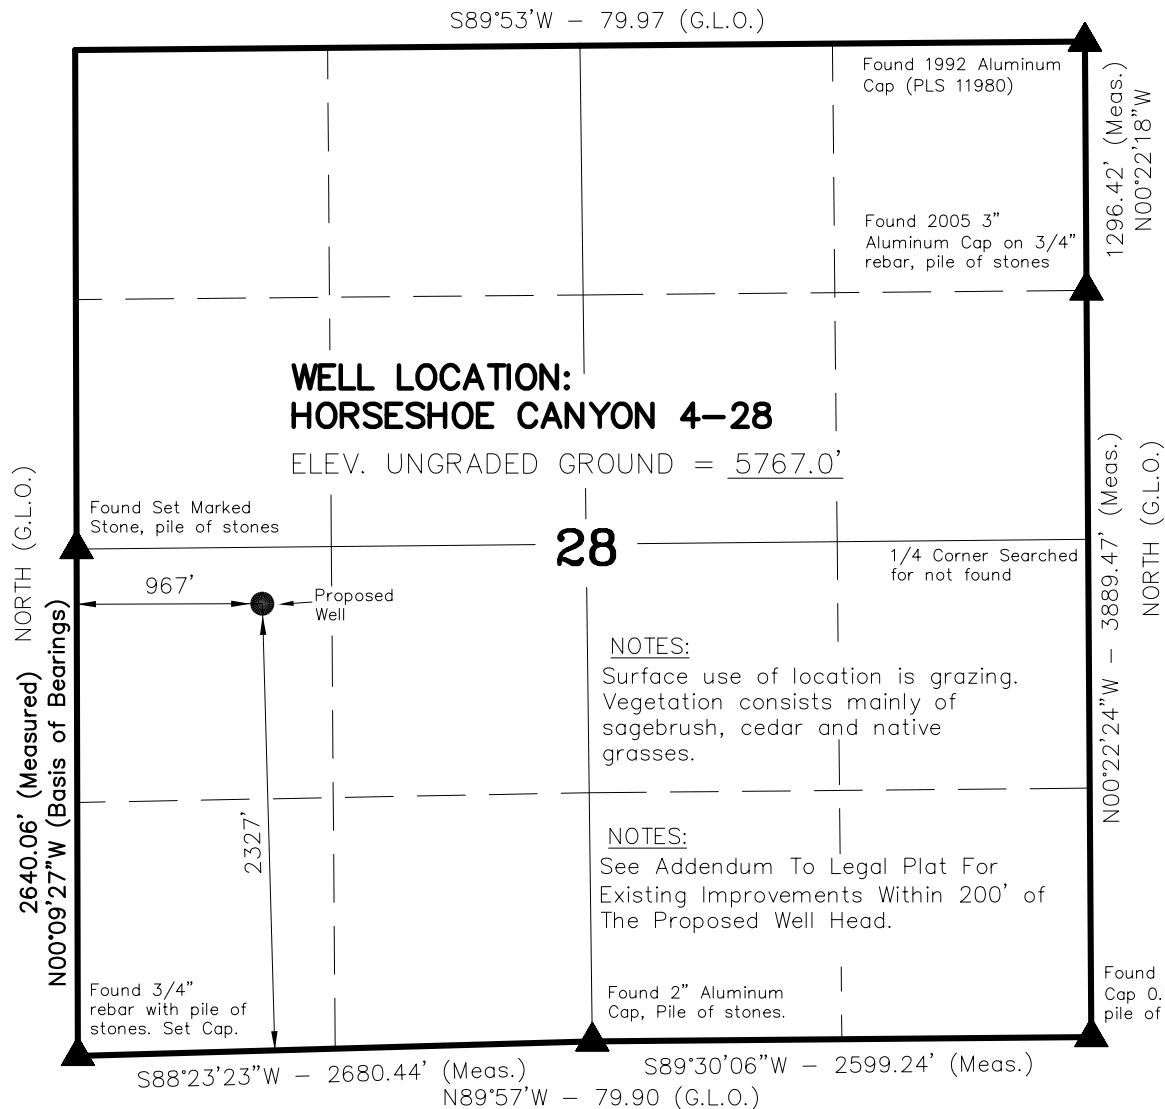 S89°53'W – 79.97 (G.L.O.)
Found 1992 Aluminum
Cap (PLS 11980)
1296.42' (Meas.)
N00°22'18"W
Found 2005 3"
Aluminum Cap on 3/4"
rebar, pile of stones
WELL LOCATION:
HORSESHOE CANYON 4–28
ELEV. UNGRADED GROUND = 5767.0'
NORTH (G.L.O.)
Found Set Marked
Stone, pile of stones
28
1/4 Corner Searched
for not found
N00°22'24"W – 3889.47' (Meas.)
NORTH (G.L.O.)
967'
Proposed
Well
2640.06' (Measured)
N00°09'27"W (Basis of Bearings)
NOTES:
Surface use of location is grazing.
Vegetation consists mainly of
sagebrush, cedar and native
grasses.
2327'
NOTES:
See Addendum To Legal Plat For
Existing Improvements Within 200' of
The Proposed Well Head.
Found 3/4"
rebar with pile of
stones. Set Cap.
Found 2" Aluminum
Cap, Pile of stones.
Found
Cap 0.
pile of
S88°23'23"W – 2680.44' (Meas.)
S89°30'06"W – 2599.24' (Meas.)
N89°57'W – 79.90 (G.L.O.)